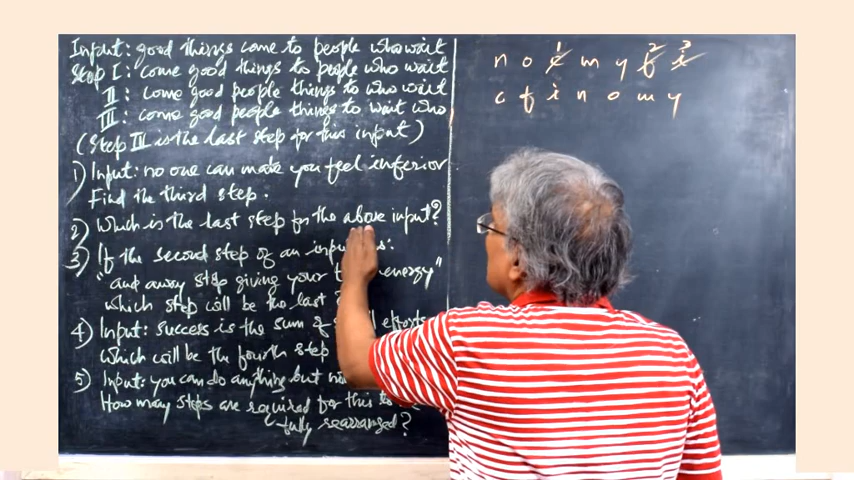 Input: good things come to people who wait
Step I: come good things to people who wait
II: come good people things to who wait
III: come good people things to wait who
(Step III is the last step for this input)
1) Input: no one can make you feel inferior
Find the third step.
2) Which is the last step for the above input?
3) If the second step of an
"and away stop giving your energy"
which step will be the last
4) Input: success is the sum of efforts
which will be the fourth step
5) Input: you can do anything but
How many steps are required for this to
fully rearranged?
1 2 3
n o c m y f i
c f i n o m y